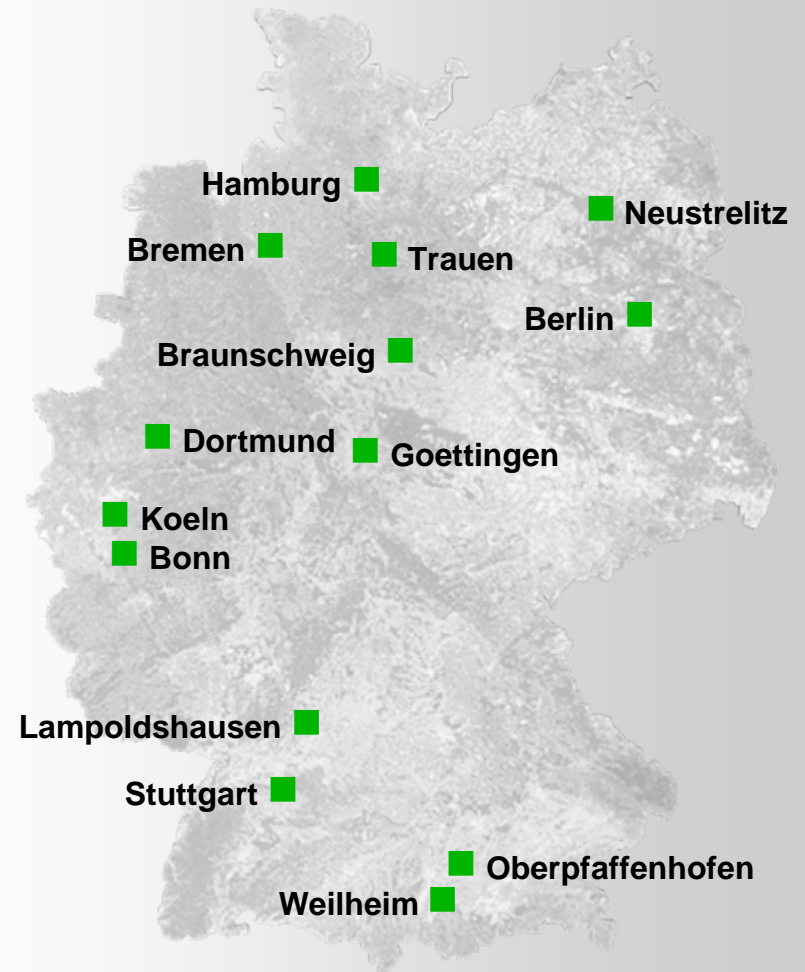 Hamburg
Neustrelitz
Bremen
Trauen
Berlin
Braunschweig
Dortmund
Goettingen
Koeln
Bonn
Lampoldshausen
Stuttgart
Oberpfaffenhofen
Weilheim